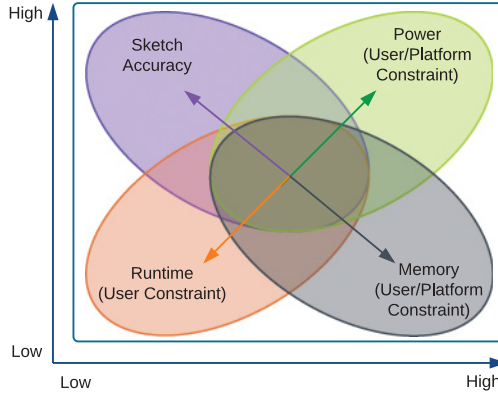 High
Sketch
Accuracy
Power
(User/Platform
Constraint)
Runtime
(User Constraint)
Memory
(User/Platform
Constraint)
Low
Low
High